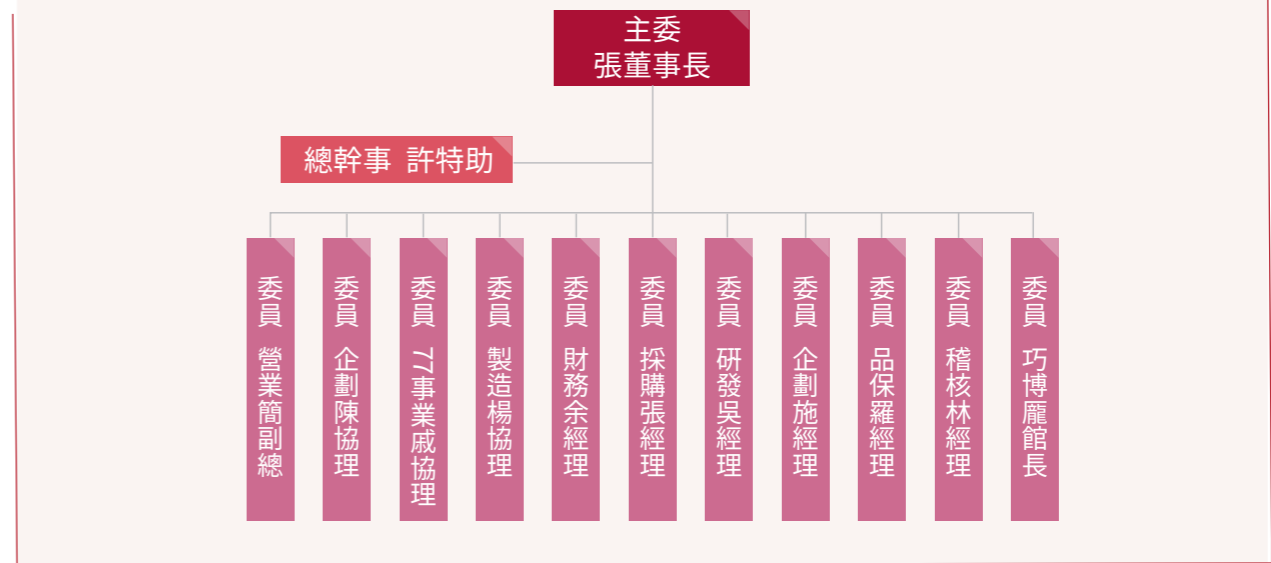 主委
張董事長
總幹事 許特助
委員 營業簡副總
委員 企劃陳協理
委員 77事業戚協理
委員 製造楊協理
委員 財務余經理
委員 採購張經理
委員 研發吳經理
委員 企劃施經理
委員 品保羅經理
委員 稽核林經理
委員 巧博龐館長